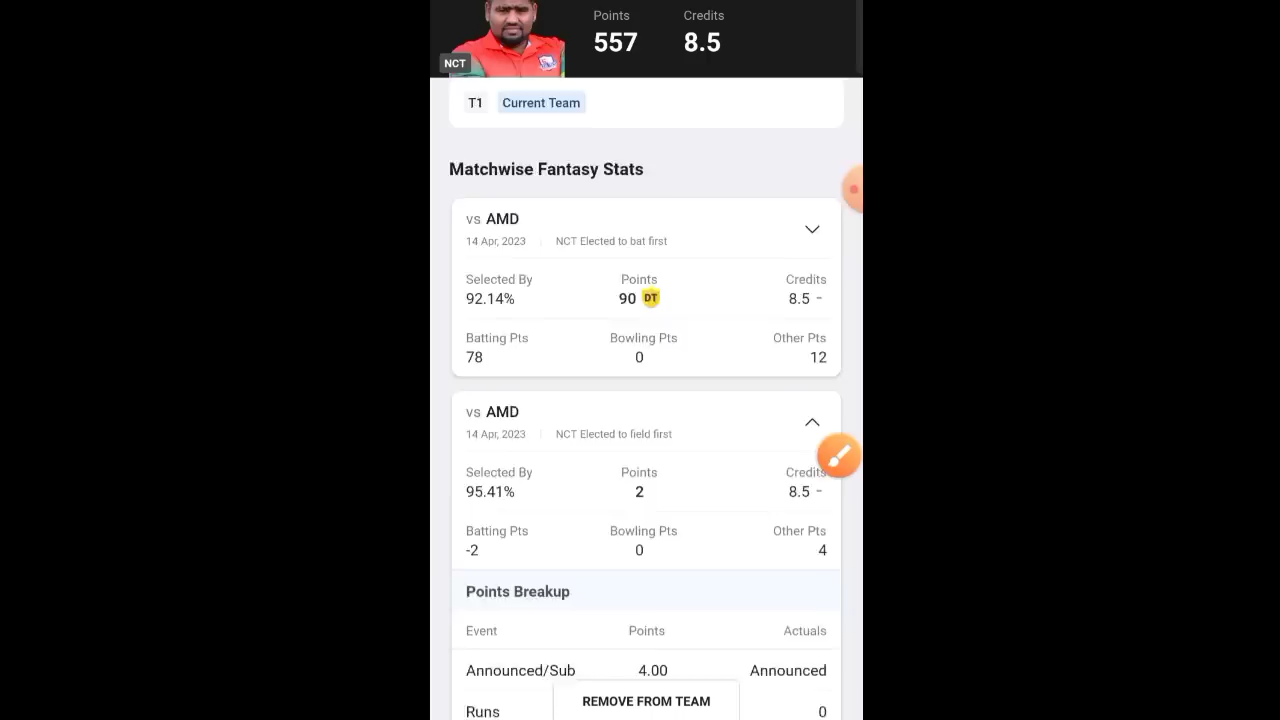 Points Credits
557 8.5
NCT
T1 Current Team
Matchwise Fantasy Stats
vs AMD
14 Apr, 2023 NCT Elected to bat first
Selected By Points Credits
92.14% 90 DT 8.5 -
Batting Pts Bowling Pts Other Pts
78 0 12
vs AMD
14 Apr, 2023 NCT Elected to field first
Selected By Points Credits
95.41% 2 8.5 -
Batting Pts Bowling Pts Other Pts
-2 0 4
Points Breakup
Event Points Actuals
Announced/Sub 4.00 Announced
REMOVE FROM TEAM
Runs 0